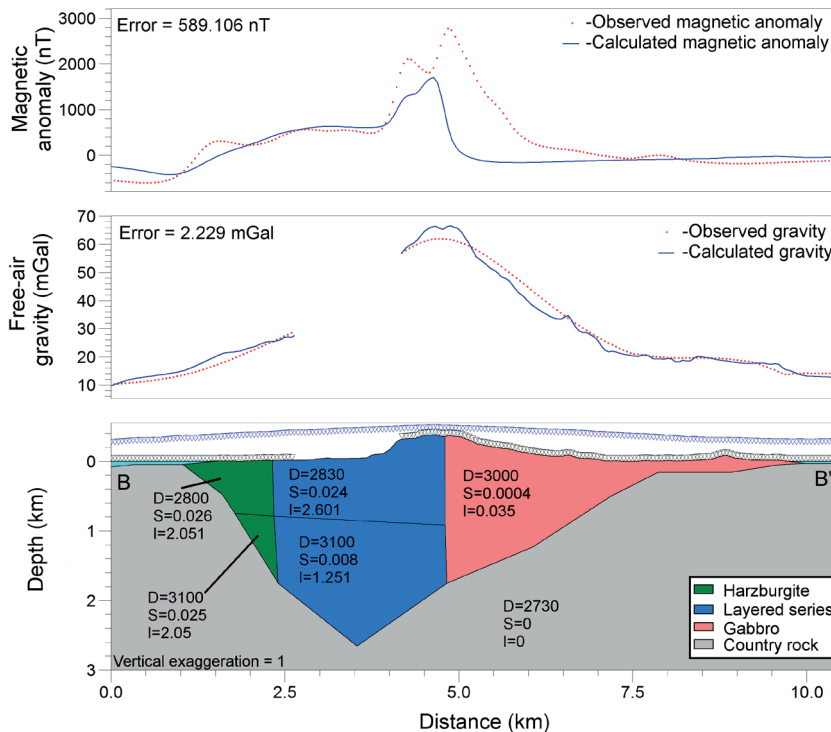 3000
2000
1000
0
Magnetic
anomaly (nT)
Error = 589.106 nT
-Observed magnetic anomaly
-Calculated magnetic anomaly
70
60
50
40
30
20
10
Free-air
gravity (mGal)
Error = 2.229 mGal
-Observed gravity
-Calculated gravity
0
1
2
3
Depth (km)
B
B'
D=2800
S=0.026
I=2.051
D=3100
S=0.025
I=2.05
D=2830
S=0.024
I=2.601
D=3100
S=0.008
I=1.251
D=3000
S=0.0004
I=0.035
D=2730
S=0
I=0
Harzburgite
Layered series
Gabbro
Country rock
Vertical exaggeration = 1
0.0
2.5
5.0
7.5
10.0
Distance (km)